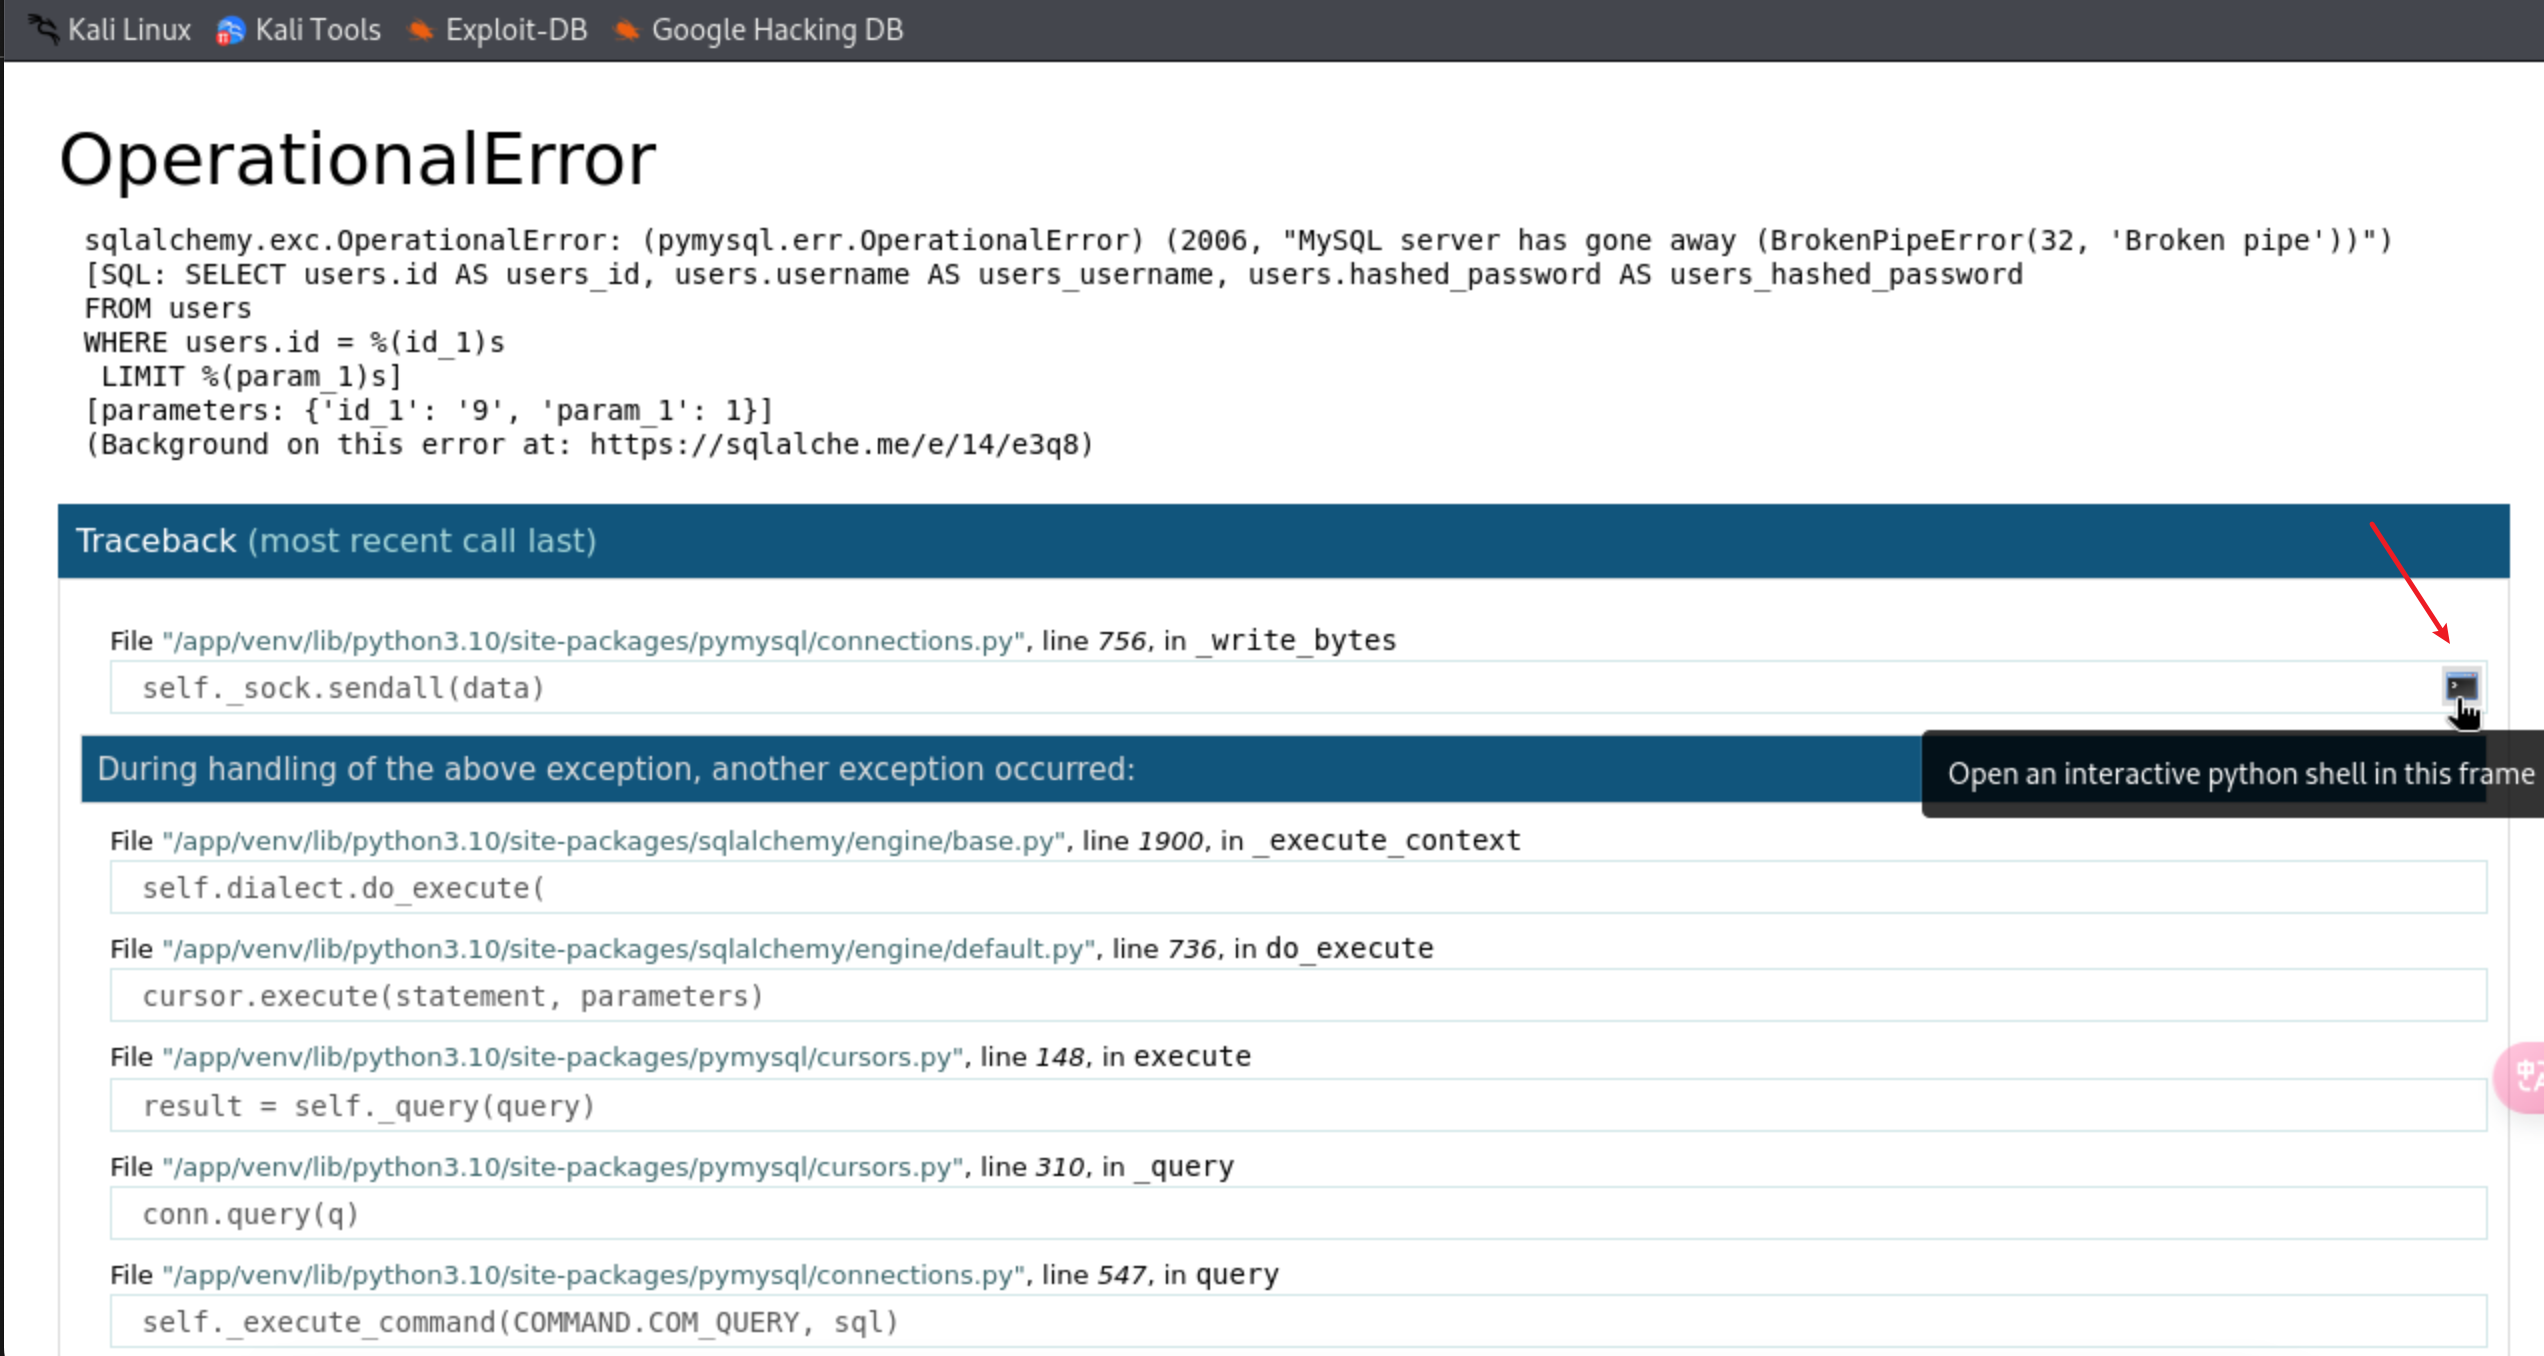 Kali Linux Kali Tools Exploit-DB Google Hacking DB
OperationalError
sqlalchemy.exc.OperationalError: (pymysql.err.OperationalError) (2006, "MySQL server has gone away (BrokenPipeError(32, 'Broken pipe'))")
[SQL: SELECT users.id AS users_id, users.username AS users_username, users.hashed_password AS users_hashed_password
FROM users
WHERE users.id = %(id_1)s
 LIMIT %(param_1)s]
[parameters: {'id_1': '9', 'param_1': 1}]
(Background on this error at: https://sqlalche.me/e/14/e3q8)
Traceback (most recent call last)
File "/app/venv/lib/python3.10/site-packages/pymysql/connections.py", line 756, in _write_bytes
self._sock.sendall(data)
During handling of the above exception, another exception occurred:
Open an interactive python shell in this frame
File "/app/venv/lib/python3.10/site-packages/sqlalchemy/engine/base.py", line 1900, in _execute_context
self.dialect.do_execute(
File "/app/venv/lib/python3.10/site-packages/sqlalchemy/engine/default.py", line 736, in do_execute
cursor.execute(statement, parameters)
File "/app/venv/lib/python3.10/site-packages/pymysql/cursors.py", line 148, in execute
result = self._query(query)
File "/app/venv/lib/python3.10/site-packages/pymysql/cursors.py", line 310, in _query
conn.query(q)
File "/app/venv/lib/python3.10/site-packages/pymysql/connections.py", line 547, in query
self._execute_command(COMMAND.COM_QUERY, sql)